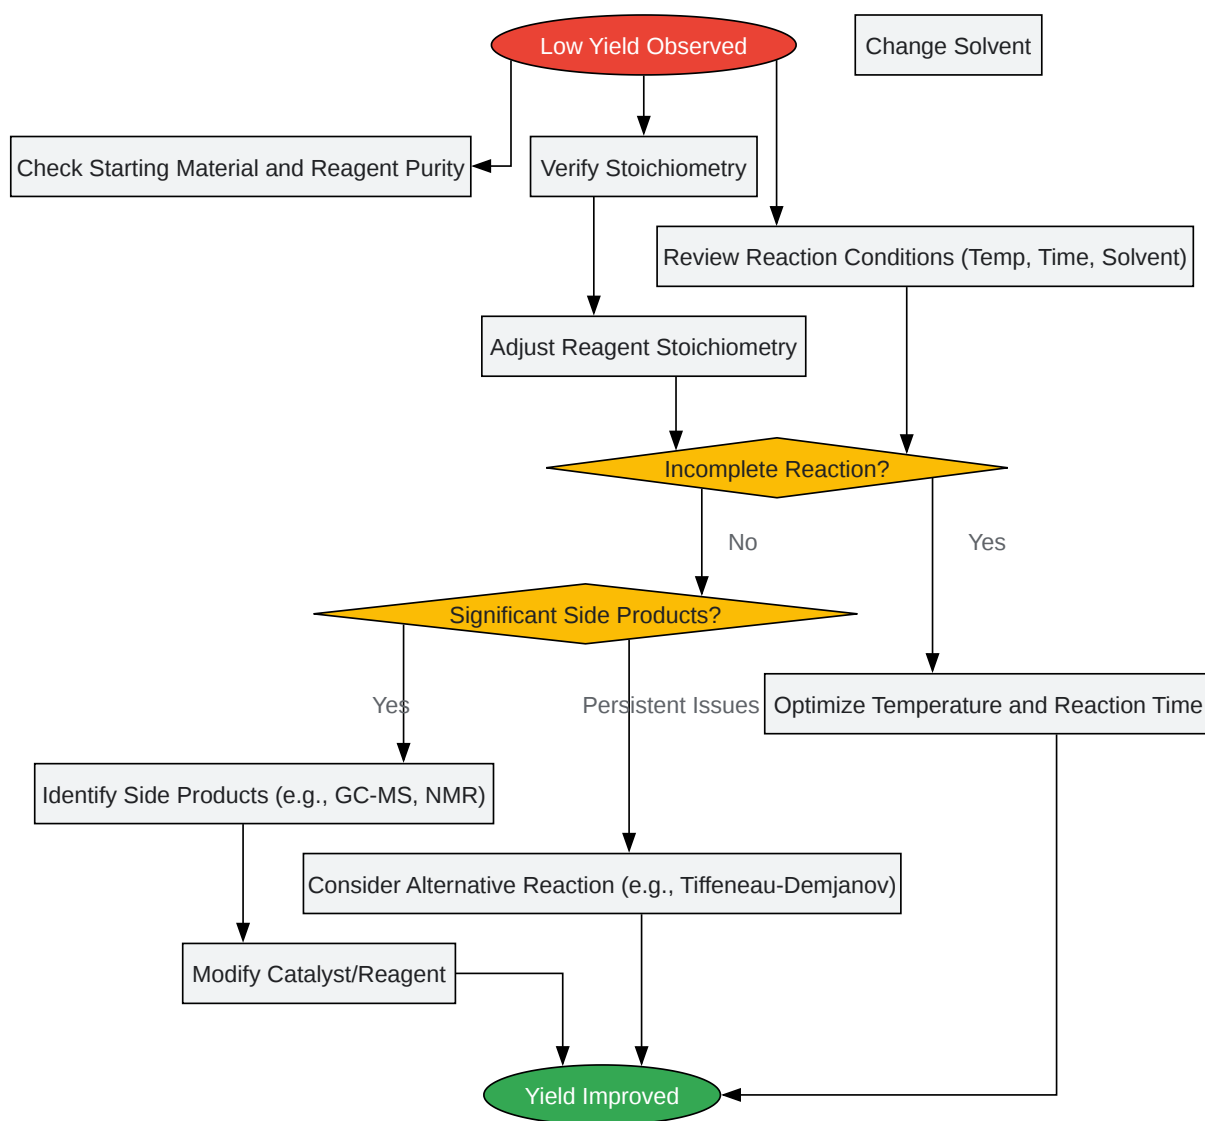 Low Yield Observed
Change Solvent
Check Starting Material and Reagent Purity
Verify Stoichiometry
Review Reaction Conditions (Temp, Time, Solvent)
Adjust Reagent Stoichiometry
Incomplete Reaction?
No
Yes
Significant Side Products?
Yes
Persistent Issues
Optimize Temperature and Reaction Time
Identify Side Products (e.g., GC-MS, NMR)
Consider Alternative Reaction (e.g., Tiffeneau-Demjanov)
Modify Catalyst/Reagent
Yield Improved